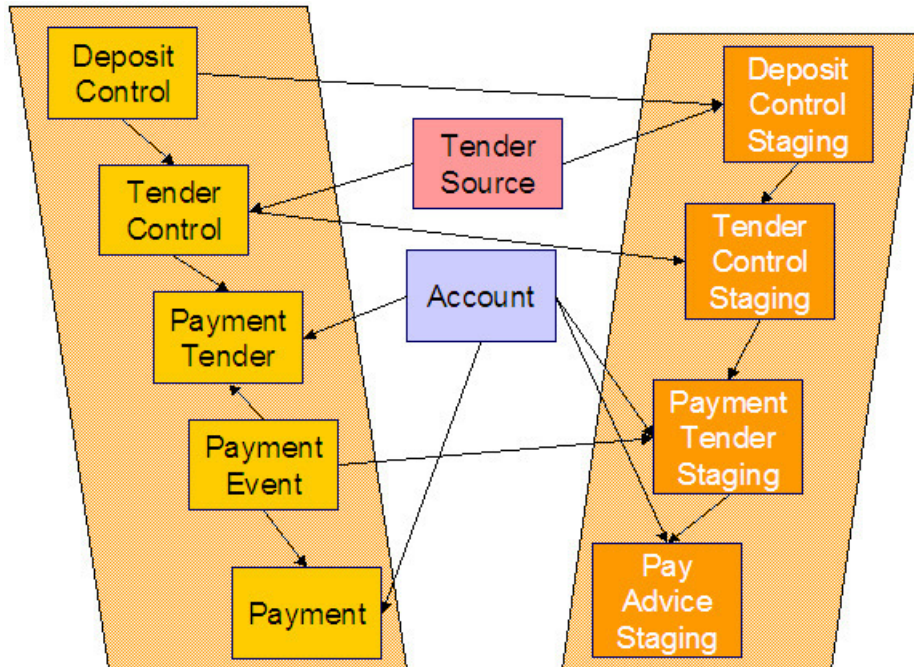 Deposit
Control
Tender
Control
Payment
Tender
Payment
Event
Payment
Tender
Source
Account
Deposit
Control
Staging
Tender
Control
Staging
Payment
Tender
Staging
Pay
Advice
Staging